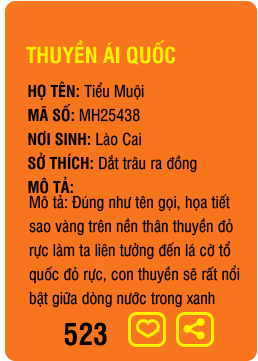 THUYỀN ÁI QUỐC
HỌ TÊN: Tiểu Muội
MÃ SỐ: MH25438
NƠI SINH: Lào Cai
SỞ THÍCH: Dắt trâu ra đồng
MÔ TẢ:
Mô tả: Đúng như tên gọi, họa tiết
sao vàng trên nền thân thuyền đỏ
rực làm ta liên tưởng đến lá cờ tổ
quốc đỏ rực, con thuyền sẽ rất nổi
bật giữa dòng nước trong xanh
523